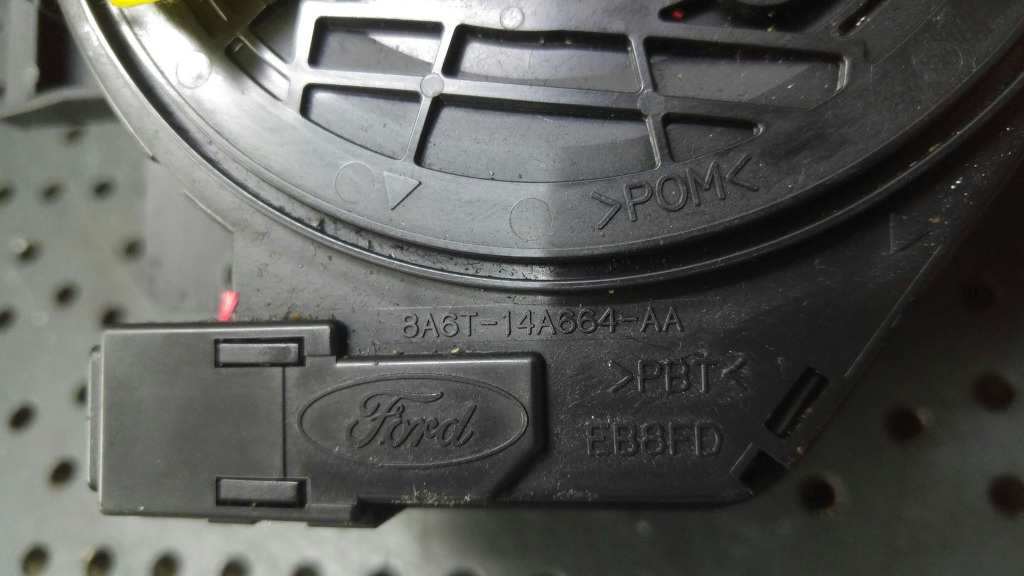 >POM<
8A6T-14A664-AA
>PBT<
Ford
EB8FD